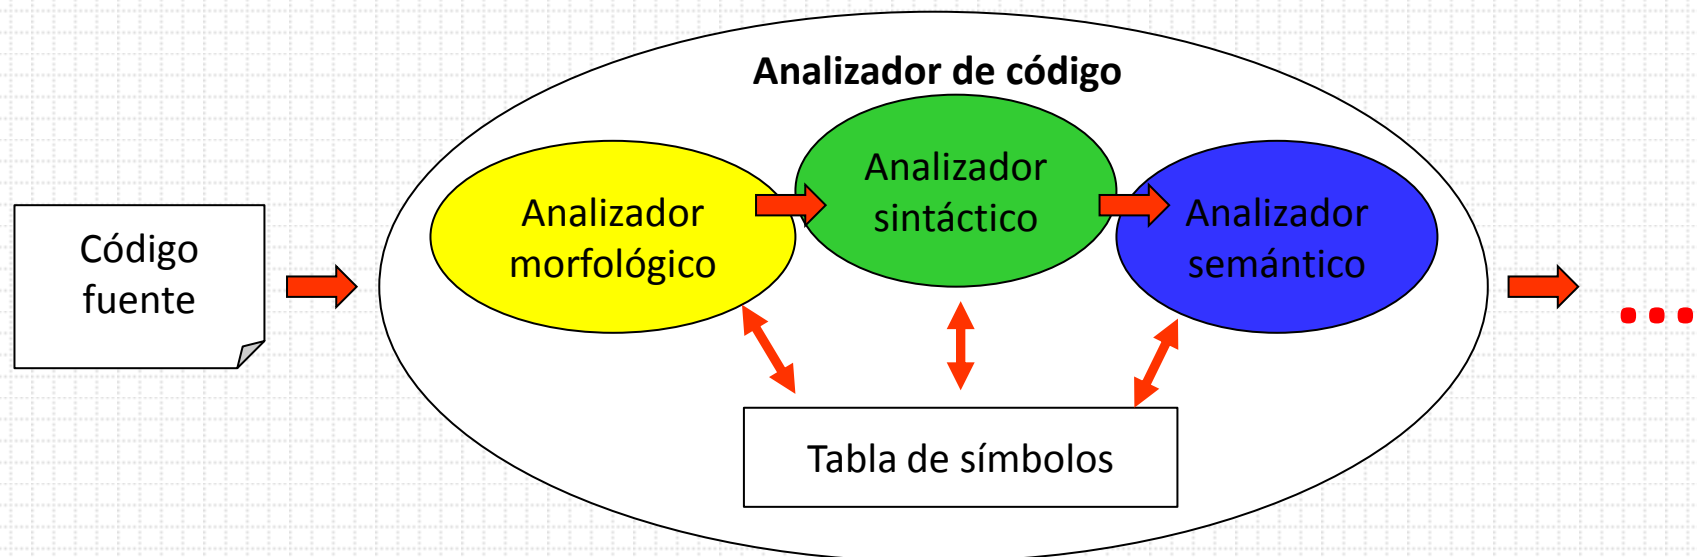 Analizador de código
Código
fuente
Analizador
morfológico
Analizador
sintáctico
Analizador
semántico
...
Tabla de símbolos